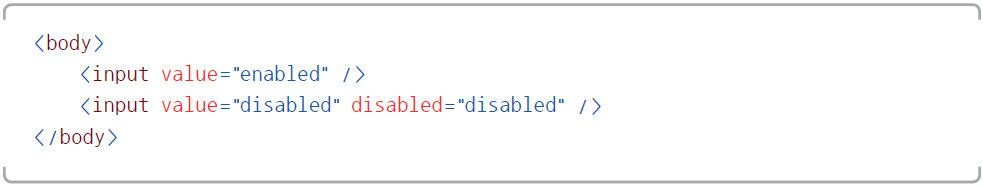 <body>
<input value="enabled" />
<input value="disabled" disabled="disabled" />
</body>